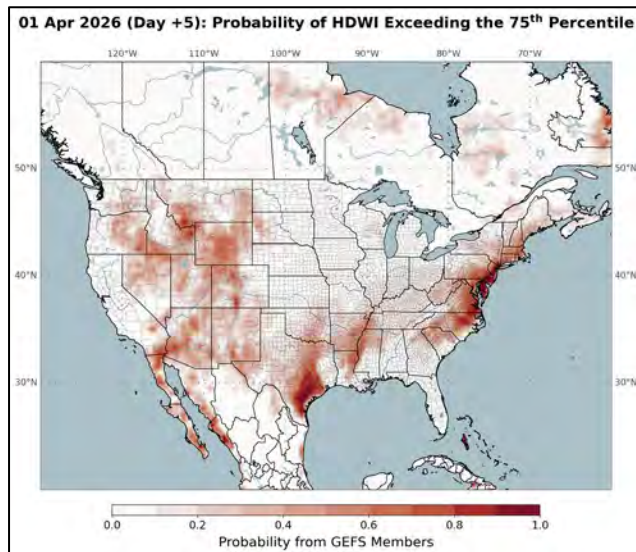 01 Apr 2026 (Day +5): Probability of HDWI Exceeding the 75th Percentile
120°W 110°W 100°W 90°W 80°W 70°W
50°N 50°N
40°N 40°N
30°N 30°N
0.0 0.2 0.4 0.6 0.8 1.0
Probability from GEFS Members